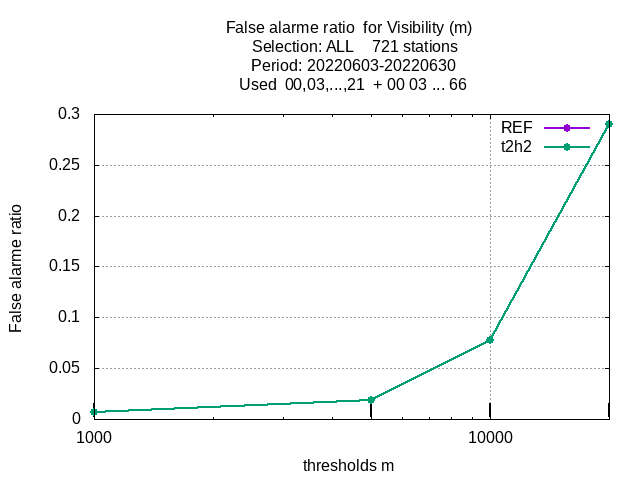 False alarme ratio  for Visibility (m)
Selection: ALL    721 stations
Period: 20220603-20220630
Used  00,03,...,21  + 00 03 ... 66
REF
t2h2
0.3
0.25
0.2
0.15
0.1
0.05
0
False alarme ratio
1000
10000
thresholds m